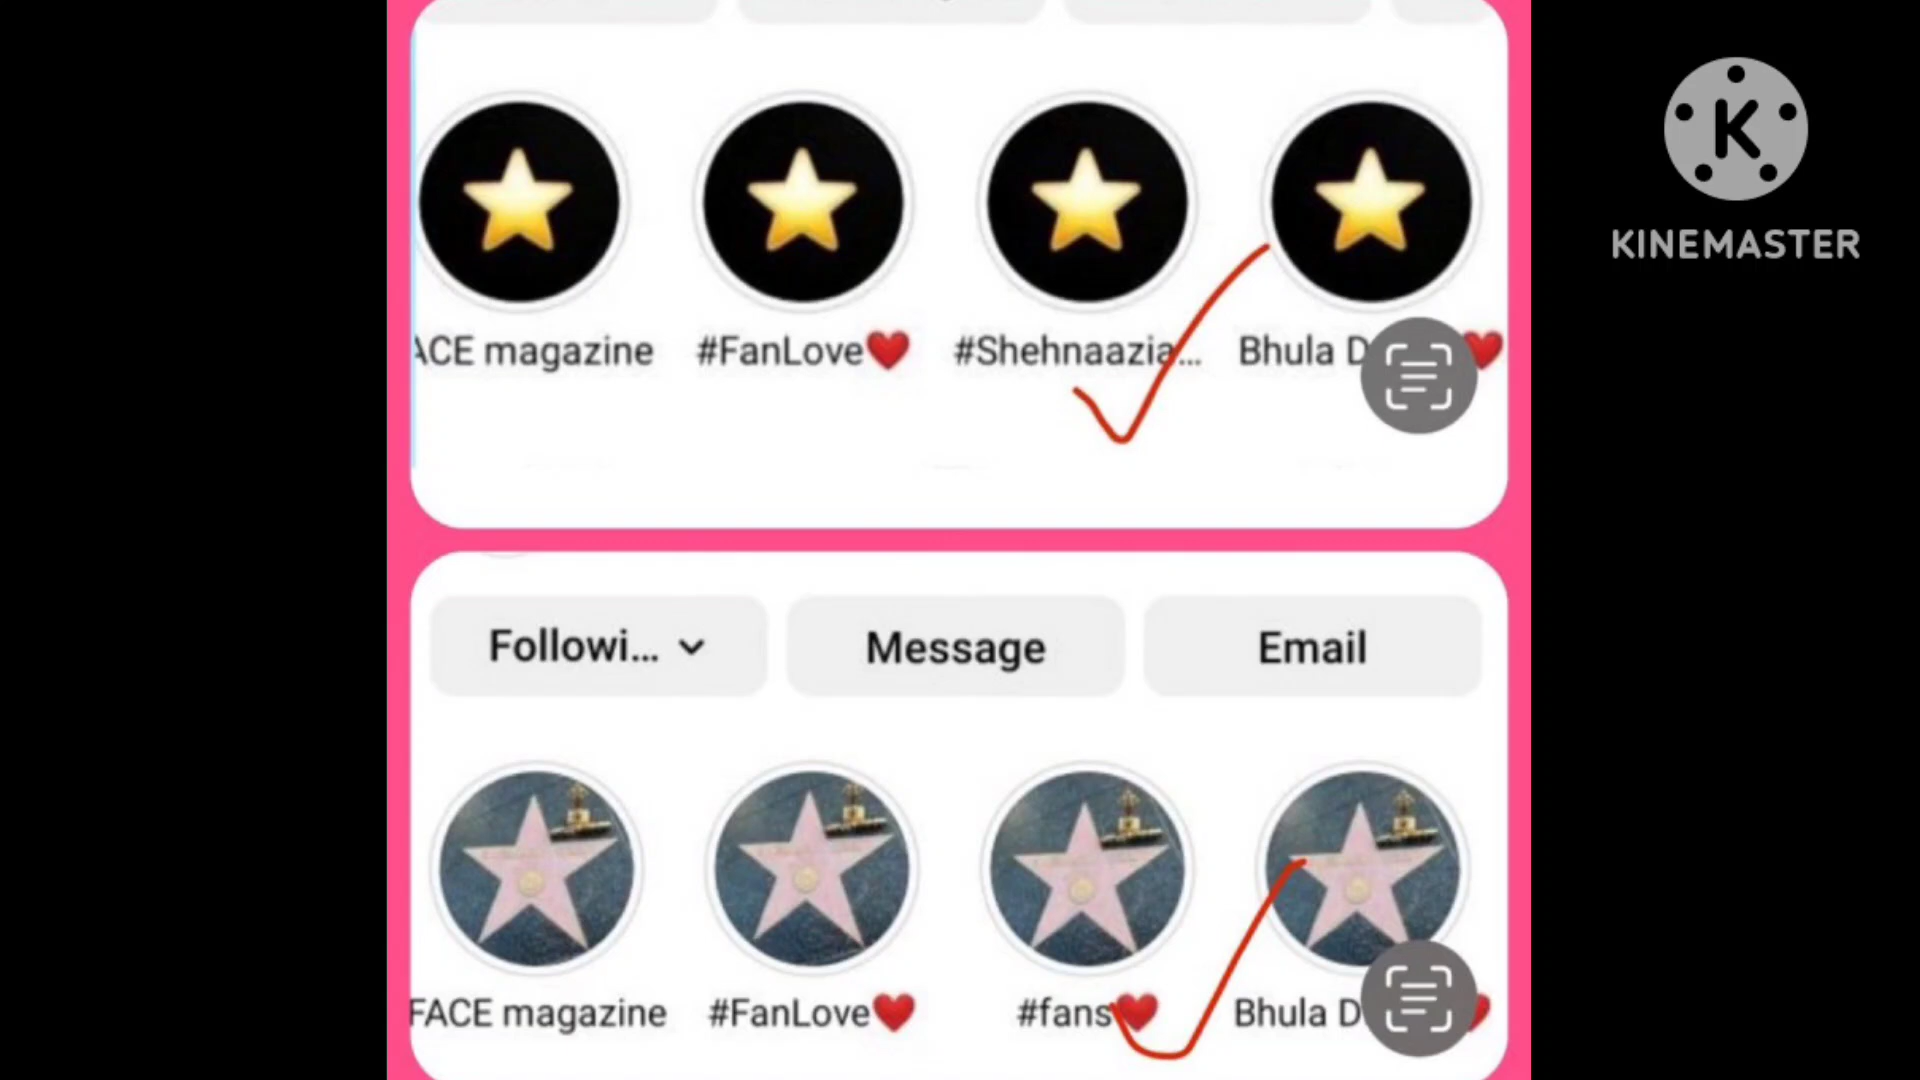 K
KINEMASTER
ACE magazine
#FanLove❤️
#Shehnaazia...
Bhula D
Followi...
Message
Email
FACE magazine
#FanLove❤️
#fans❤️
Bhula D